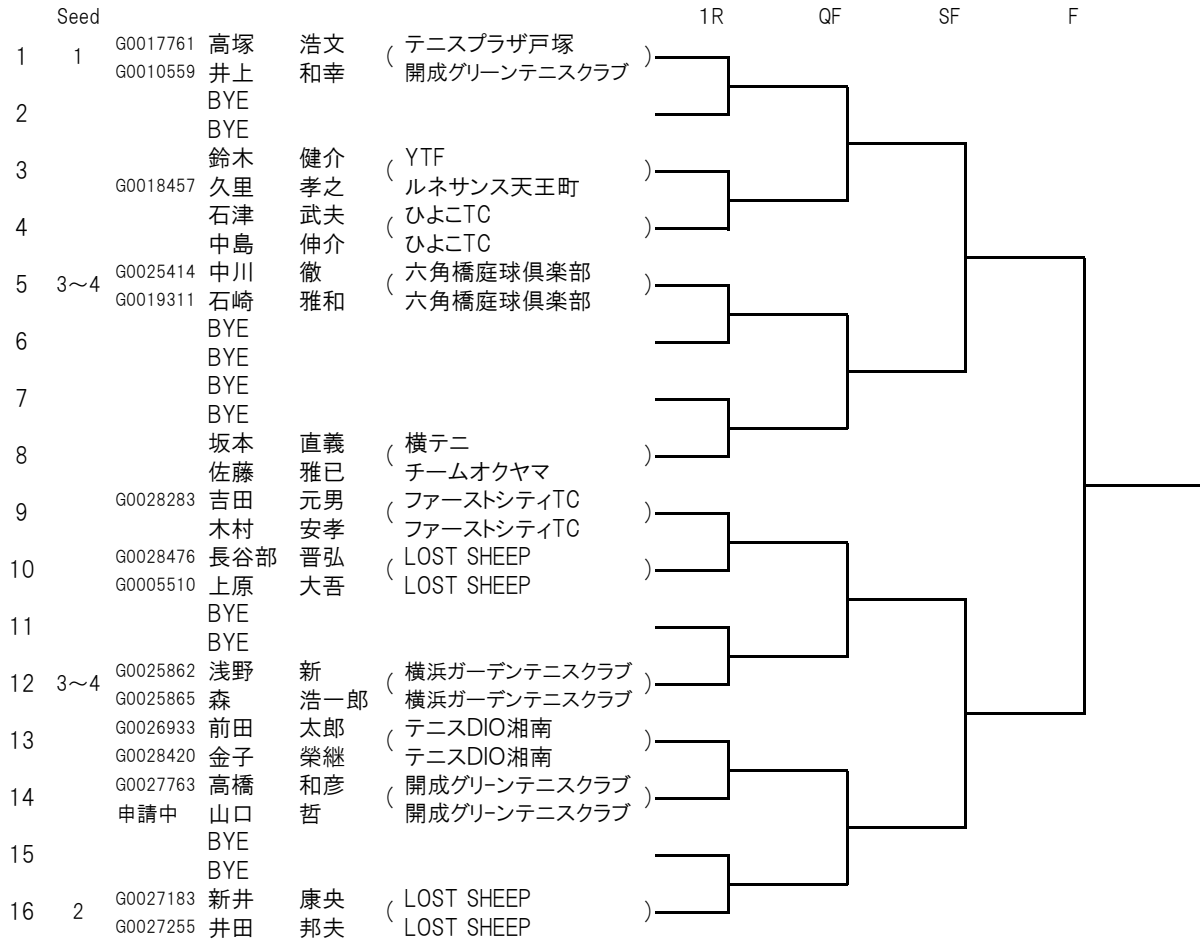 Seed 1R QF SF F
G0017761 高塚 浩文 テニスプラザ戸塚
1 1 ( )
G0010559 井上 和幸 開成グリーンテニスクラブ
BYE
2
BYE
鈴木 健介 YTF
3 ( )
G0018457 久里 孝之 ルネサンス天王町
石津 武夫 ひよこTC
4 ( )
中島 伸介 ひよこTC
G0025414 中川 徹 六角橋庭球倶楽部
5 3～4 ( )
G0019311 石崎 雅和 六角橋庭球倶楽部
BYE
6
BYE
BYE
7
BYE
坂本 直義 横テニ
8 ( )
佐藤 雅已 チームオクヤマ
G0028283 吉田 元男 ファーストシティTC
9 ( )
木村 安孝 ファーストシティTC
G0028476 長谷部 晋弘 LOST SHEEP
10 ( )
G0005510 上原 大吾 LOST SHEEP
BYE
11
BYE
G0025862 浅野 新 横浜ガーデンテニスクラブ
12 3～4 ( )
G0025865 森 浩一郎 横浜ガーデンテニスクラブ
G0026933 前田 太郎 テニスDIO湘南
13 ( )
G0028420 金子 榮継 テニスDIO湘南
G0027763 高橋 和彦 開成グリーンテニスクラブ
14 ( )
申請中 山口 哲 開成グリーンテニスクラブ
BYE
15
BYE
G0027183 新井 康央 LOST SHEEP
16 2 ( )
G0027255 井田 邦夫 LOST SHEEP